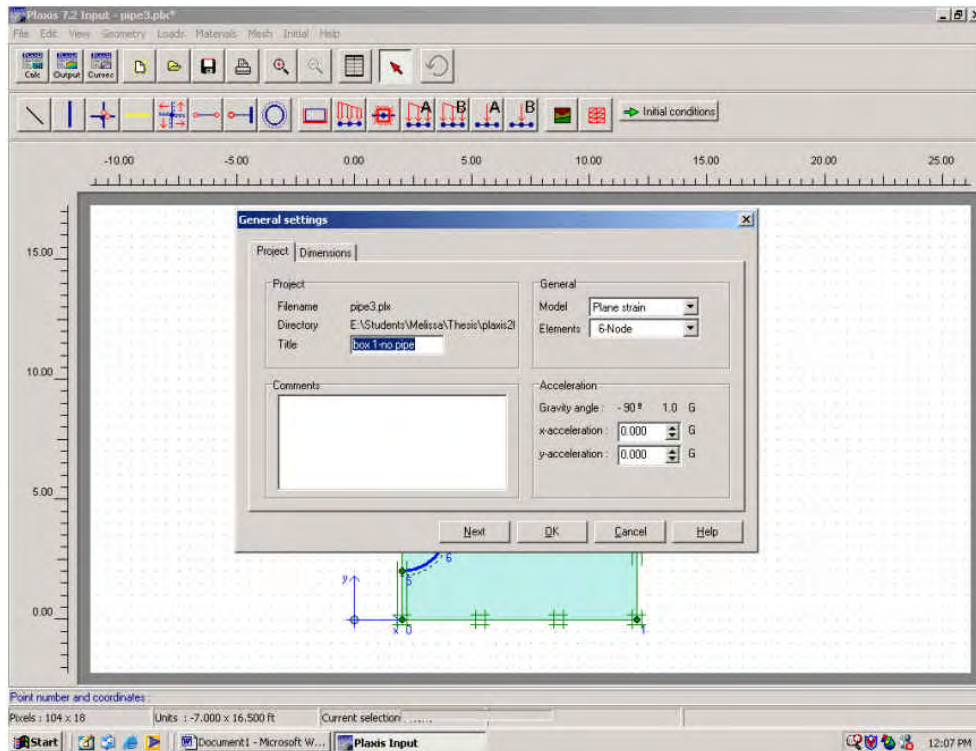 Plaxis 7.2 Input - pipe3.plx*
File Edit View Geometry Loads Materials Mesh Initial Help
Calc Output Curves
A B A B Initial conditions
-10.00 -5.00 0.00 5.00 10.00 15.00 20.00 25.00
General settings
Project Dimensions
Project
Filename pipe3.plx
Directory E:\Students\Melissa\Thesis\plaxis2\
Title box 1-no pipe
Comments
General
Model Plane strain
Elements 6-Node
Acceleration
Gravity angle : - 90 º 1.0 G
x-acceleration : 0.000 G
y-acceleration : 0.000 G
Next OK Cancel Help
15.00
10.00
5.00
0.00
y
x 0
5
6
1
Point number and coordinates :
Pixels : 104 x 18 Units : -7.000 x 16.500 ft Current selection
Start Document1 - Microsoft W... Plaxis Input 12:07 PM